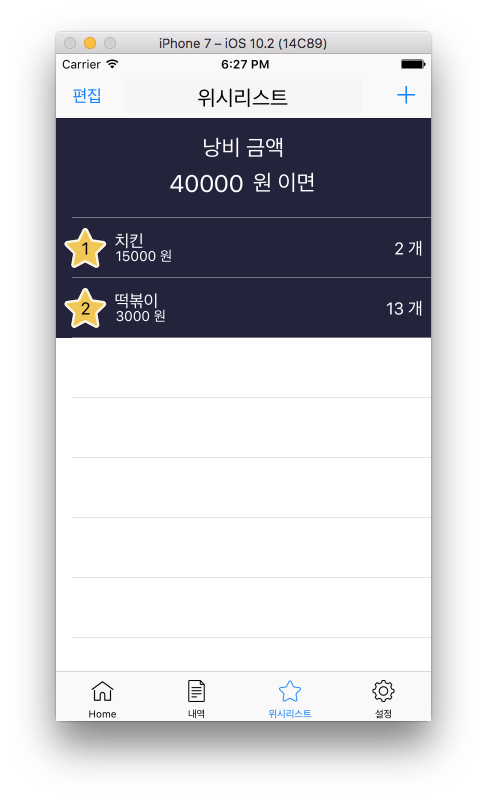 iPhone 7 – iOS 10.2 (14C89)
Carrier 6:27 PM
편집 위시리스트
낭비 금액
40000 원 이면
1 치킨 2 개
15000 원
2 떡볶이 13 개
3000 원
Home 내역 위시리스트 설정